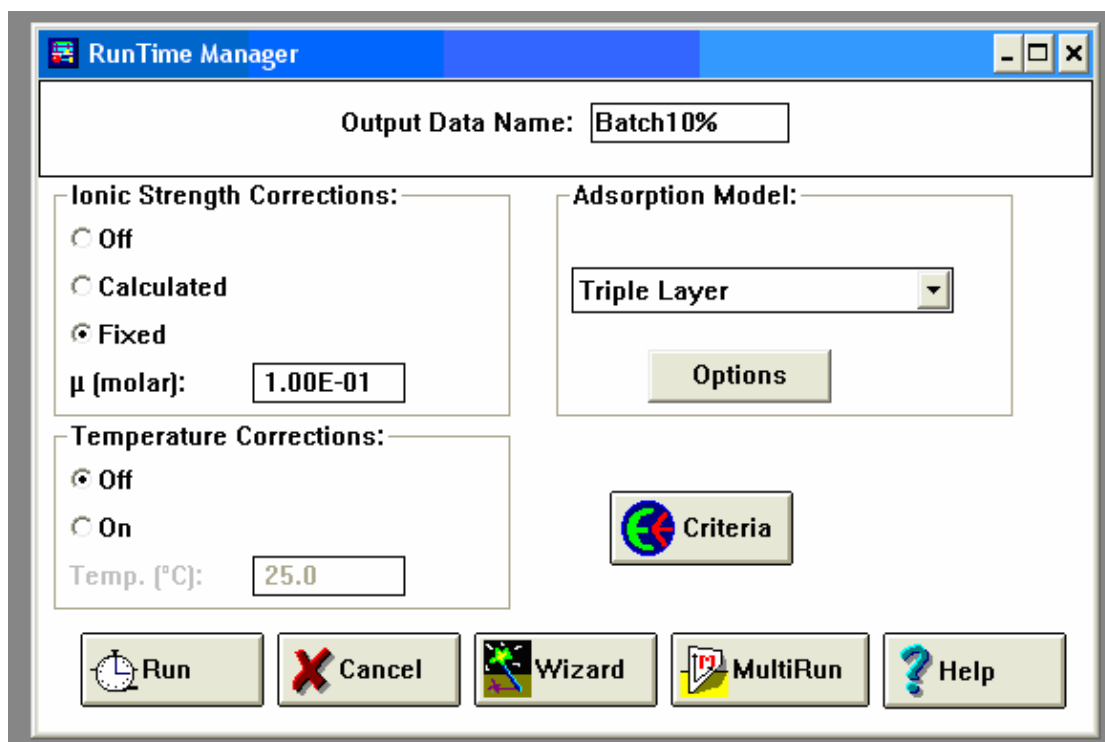 RunTime Manager
Output Data Name: Batch10%
Ionic Strength Corrections:
Off
Calculated
Fixed
µ (molar): 1.00E-01
Adsorption Model:
Triple Layer
Options
Temperature Corrections:
Off
On
Temp. (ºC): 25.0
Criteria
Run Cancel Wizard MultiRun Help